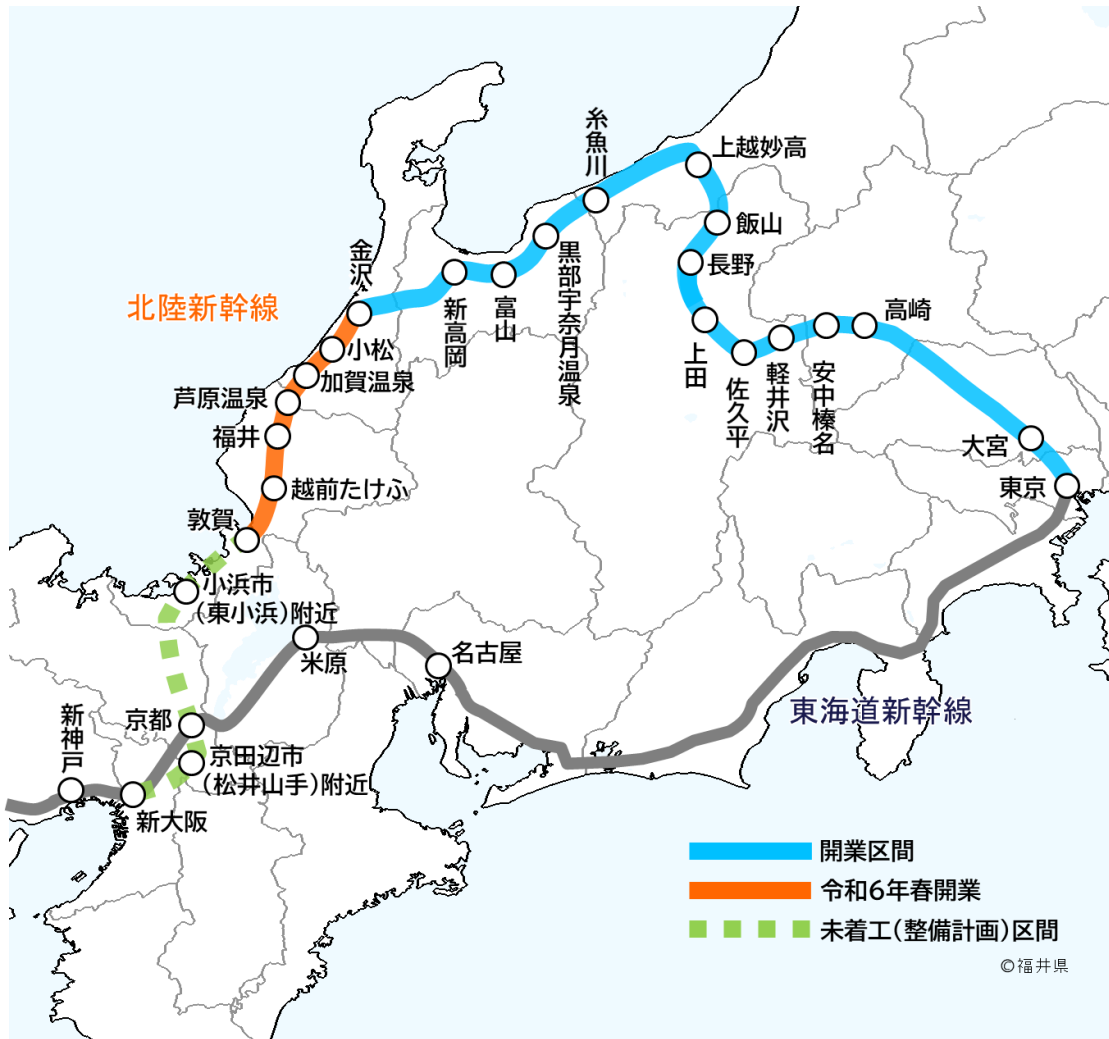 糸魚川
上越妙高
飯山
長野
金沢
北陸新幹線
新高岡
富山
黒部宇奈月温泉
上田
佐久平
軽井沢
安中榛名
高崎
小松
加賀温泉
芦原温泉
福井
大宮
越前たけふ
東京
敦賀
小浜市
(東小浜)附近
米原
名古屋
東海道新幹線
新神戸
京都
京田辺市
(松井山手)附近
新大阪
開業区間
令和6年春開業
未着工(整備計画)区間
©福井県